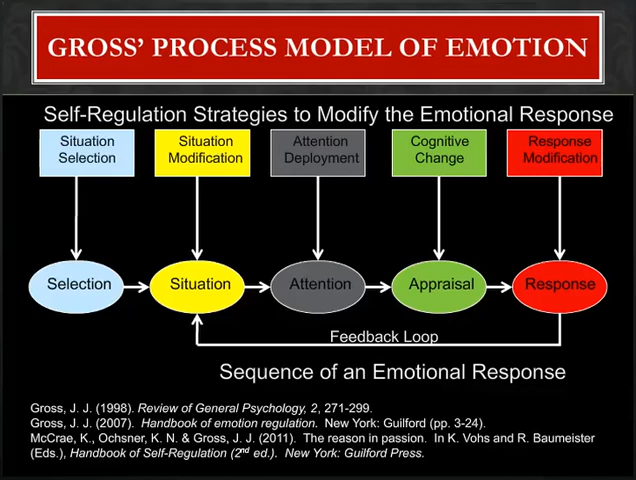 GROSS' PROCESS MODEL OF EMOTION
Self-Regulation Strategies to Modify the Emotional Response
Situation
Selection
Situation
Modification
Attention
Deployment
Cognitive
Change
Response
Modification
Selection
Situation
Attention
Appraisal
Response
Feedback Loop
Sequence of an Emotional Response
Gross, J. J. (1998). Review of General Psychology, 2, 271-299.
Gross, J. J. (2007). Handbook of emotion regulation. New York: Guilford (pp. 3-24).
McCrae, K., Ochsner, K. N. & Gross, J. J. (2011). The reason in passion. In K. Vohs and R. Baumeister
(Eds.), Handbook of Self-Regulation (2nd ed.). New York: Guilford Press.